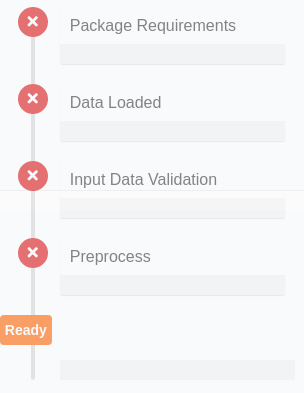 Package Requirements
Data Loaded
Input Data Validation
Preprocess
Ready